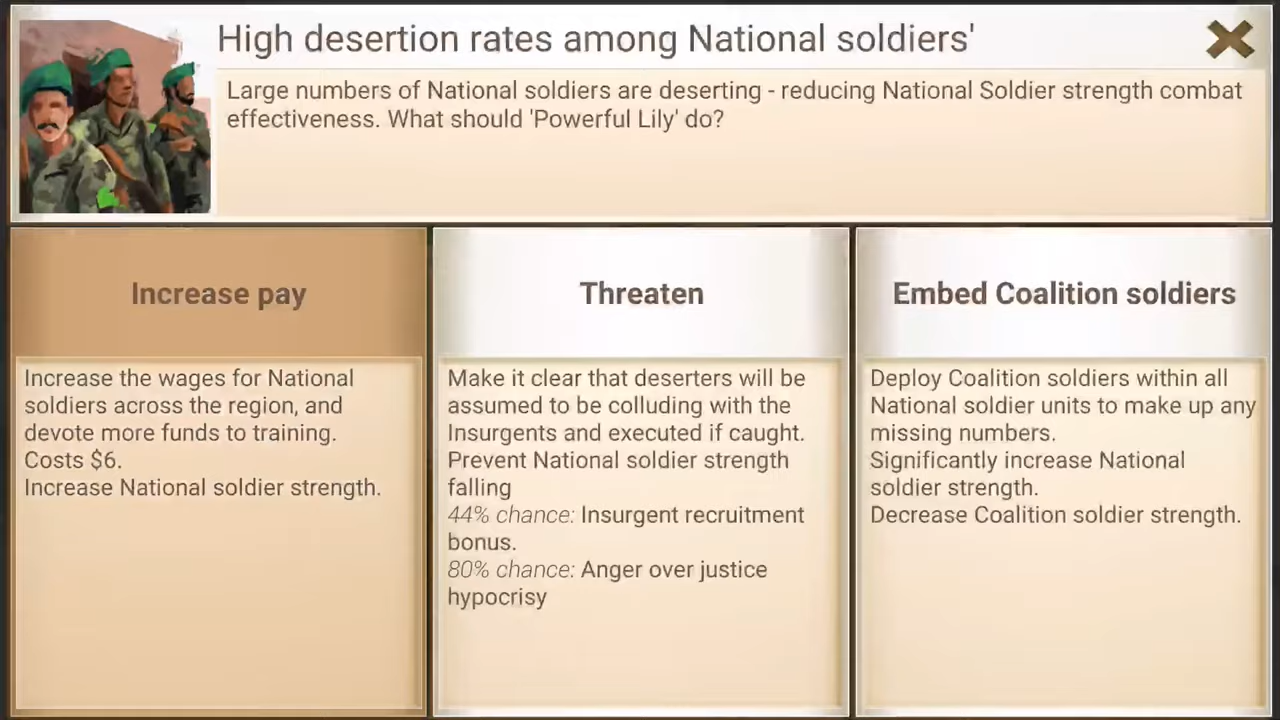 High desertion rates among National soldiers'
Large numbers of National soldiers are deserting - reducing National Soldier strength combat
effectiveness. What should 'Powerful Lily' do?
Increase pay
Increase the wages for National
soldiers across the region, and
devote more funds to training.
Costs $6.
Increase National soldier strength.
Threaten
Make it clear that deserters will be
assumed to be colluding with the
Insurgents and executed if caught.
Prevent National soldier strength
falling
44% chance: Insurgent recruitment
bonus.
80% chance: Anger over justice
hypocrisy
Embed Coalition soldiers
Deploy Coalition soldiers within all
National soldier units to make up any
missing numbers.
Significantly increase National
soldier strength.
Decrease Coalition soldier strength.